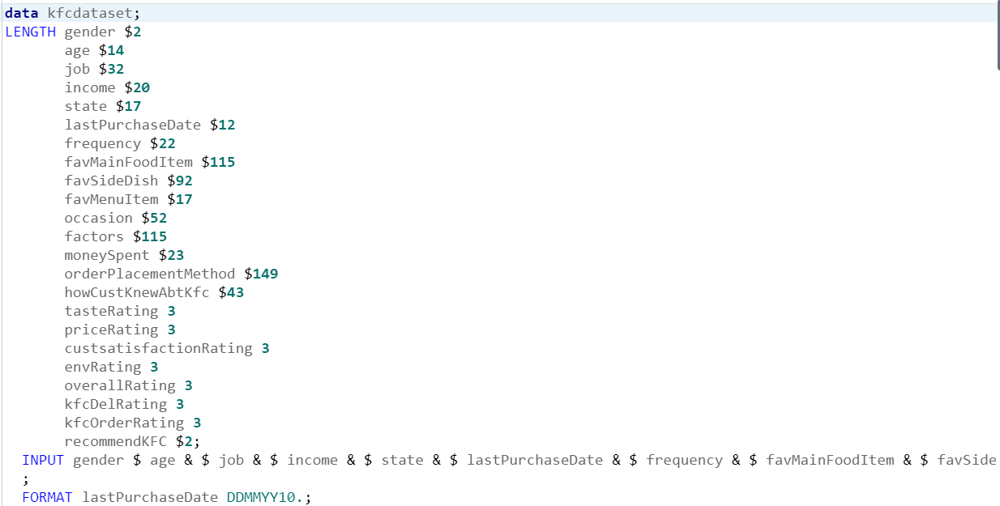 data kfcdataset;
LENGTH gender $2
age $14
job $32
income $20
state $17
lastPurchaseDate $12
frequency $22
favMainFoodItem $115
favSideDish $92
favMenuItem $17
occasion $52
factors $115
moneySpent $23
orderPlacementMethod $149
howCustKnewAbtKfc $43
tasteRating 3
priceRating 3
custsatisfactionRating 3
envRating 3
overallRating 3
kfcDelRating 3
kfcOrderRating 3
recommendKFC $2;
INPUT gender $ age & $ job & $ income & $ state & $ lastPurchaseDate & $ frequency & $ favMainFoodItem & $ favSide
;
FORMAT lastPurchaseDate DDMMYY10.;